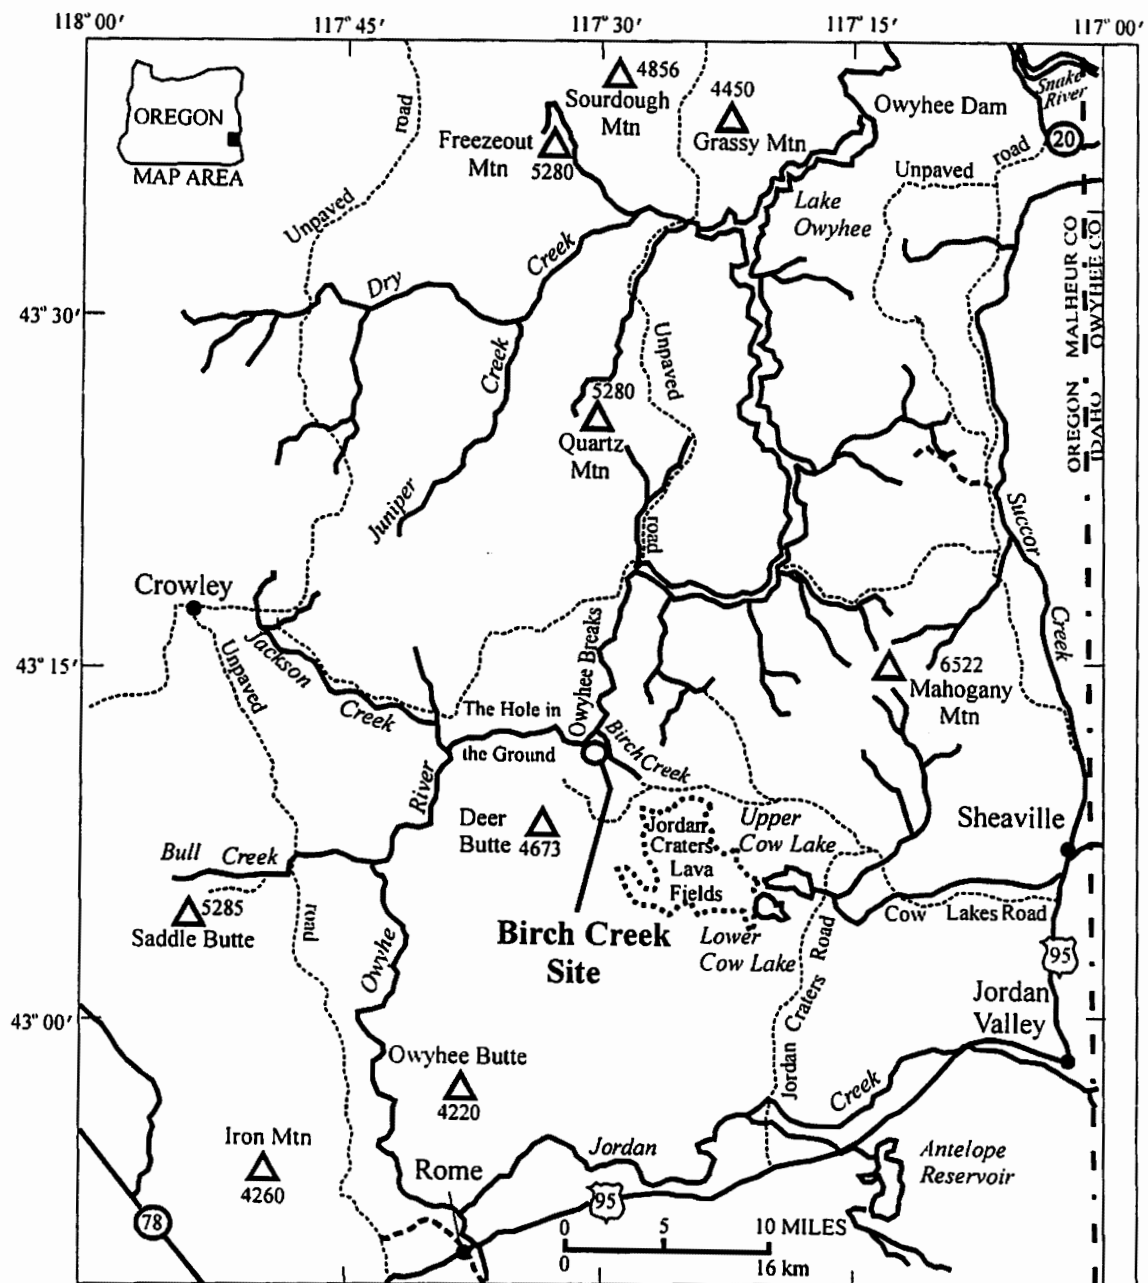 118° 00′
117° 45′
117° 30′
117° 15′
117° 00′
OREGON
MAP AREA
road
Unpaved
4856
Sourdough
Mtn
4450
Grassy Mtn
Freezeout
Mtn
5280
Owyhee Dam
Snake
River
20
Unpaved
road
Lake
Owyhee
OREGON MALHEUR CO
IDAHO OWYHEE CO
43° 30′
Dry
Creek
Creek
Juniper
Unpaved
road
5280
Quartz
Mtn
Succor
Creek
Crowley
Unpaved
road
Jackson
Creek
43° 15′
The Hole in
the Ground
Owyhee Breaks
Birch Creek
6522
Mahogany
Mtn
River
Owyhe
Deer
Butte
4673
Jordan
Craters
Lava
Fields
Upper
Cow Lake
Sheaville
Bull Creek
5285
Saddle Butte
Birch Creek
Site
Lower
Cow Lake
Cow Lakes Road
Jordan Craters Road
95
Jordan
Valley
43° 00′
Owyhee Butte
4220
Iron Mtn
4260
Rome
Jordan
Creek
Antelope
Reservoir
78
95
0 5 10 MILES
0 16 km